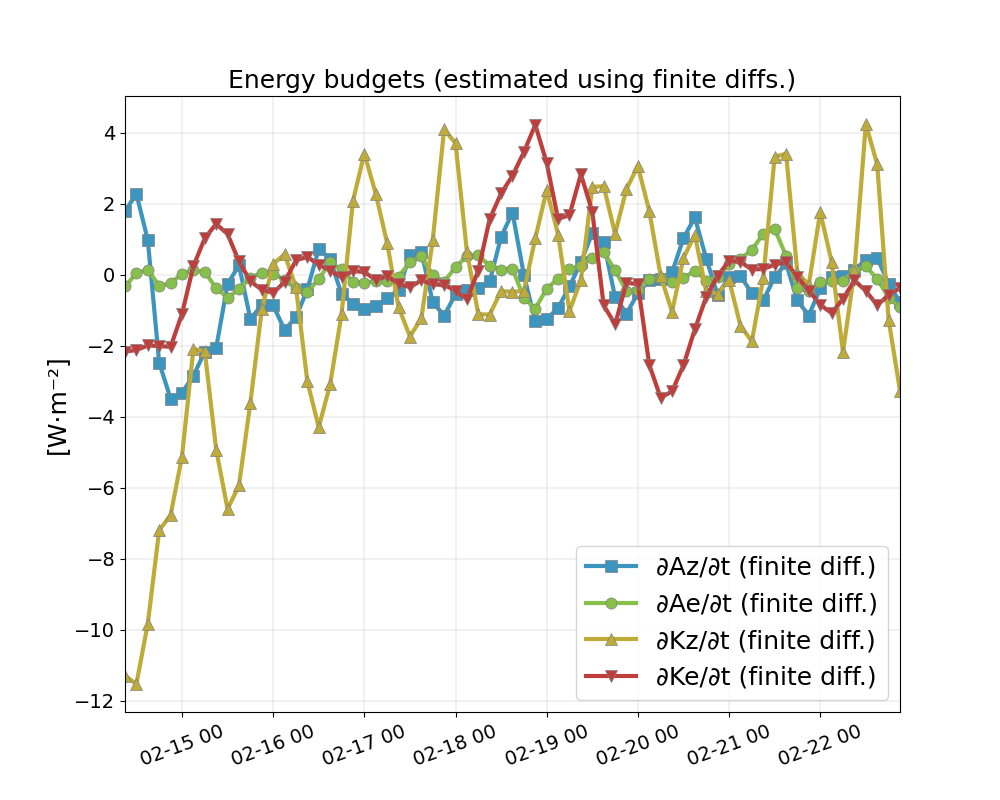 Energy budgets (estimated using finite diffs.)
[W·m⁻²]
4
2
0
−2
−4
−6
−8
−10
−12
∂Az/∂t (finite diff.)
∂Ae/∂t (finite diff.)
∂Kz/∂t (finite diff.)
∂Ke/∂t (finite diff.)
02-15 00
02-16 00
02-17 00
02-18 00
02-19 00
02-20 00
02-21 00
02-22 00